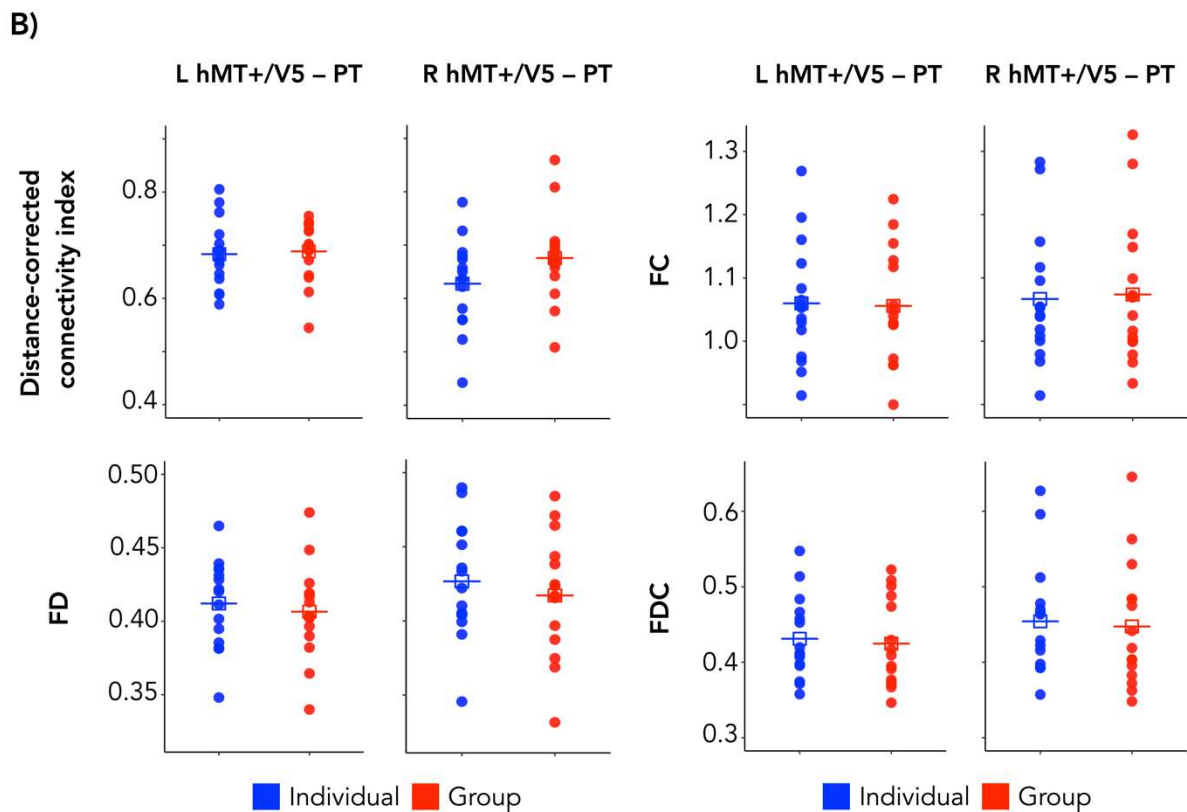 B)
L hMT+/V5 – PT
R hMT+/V5 – PT
L hMT+/V5 – PT
R hMT+/V5 – PT
Distance-corrected
connectivity index
0.8
0.6
0.4
FC
1.3
1.2
1.1
1.0
FD
0.50
0.45
0.40
0.35
FDC
0.6
0.5
0.4
0.3
Individual
Group
Individual
Group